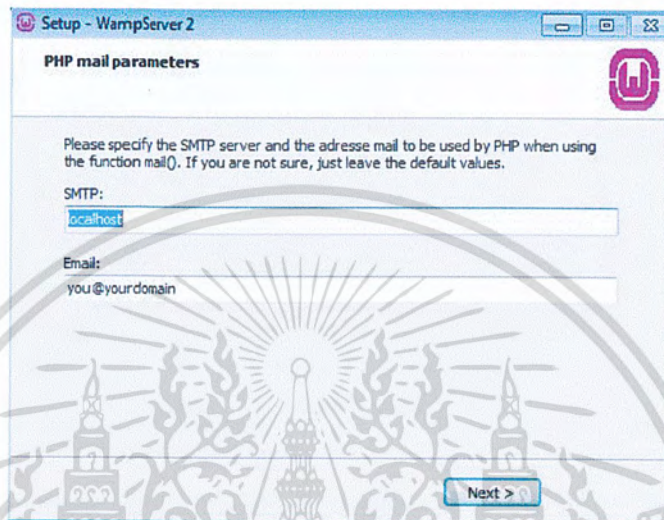 Setup - WampServer 2
PHP mail parameters
Please specify the SMTP server and the adresse mail to be used by PHP when using
the function mail(). If you are not sure, just leave the default values.
SMTP:
localhost
Email:
you@yourdomain
Next >